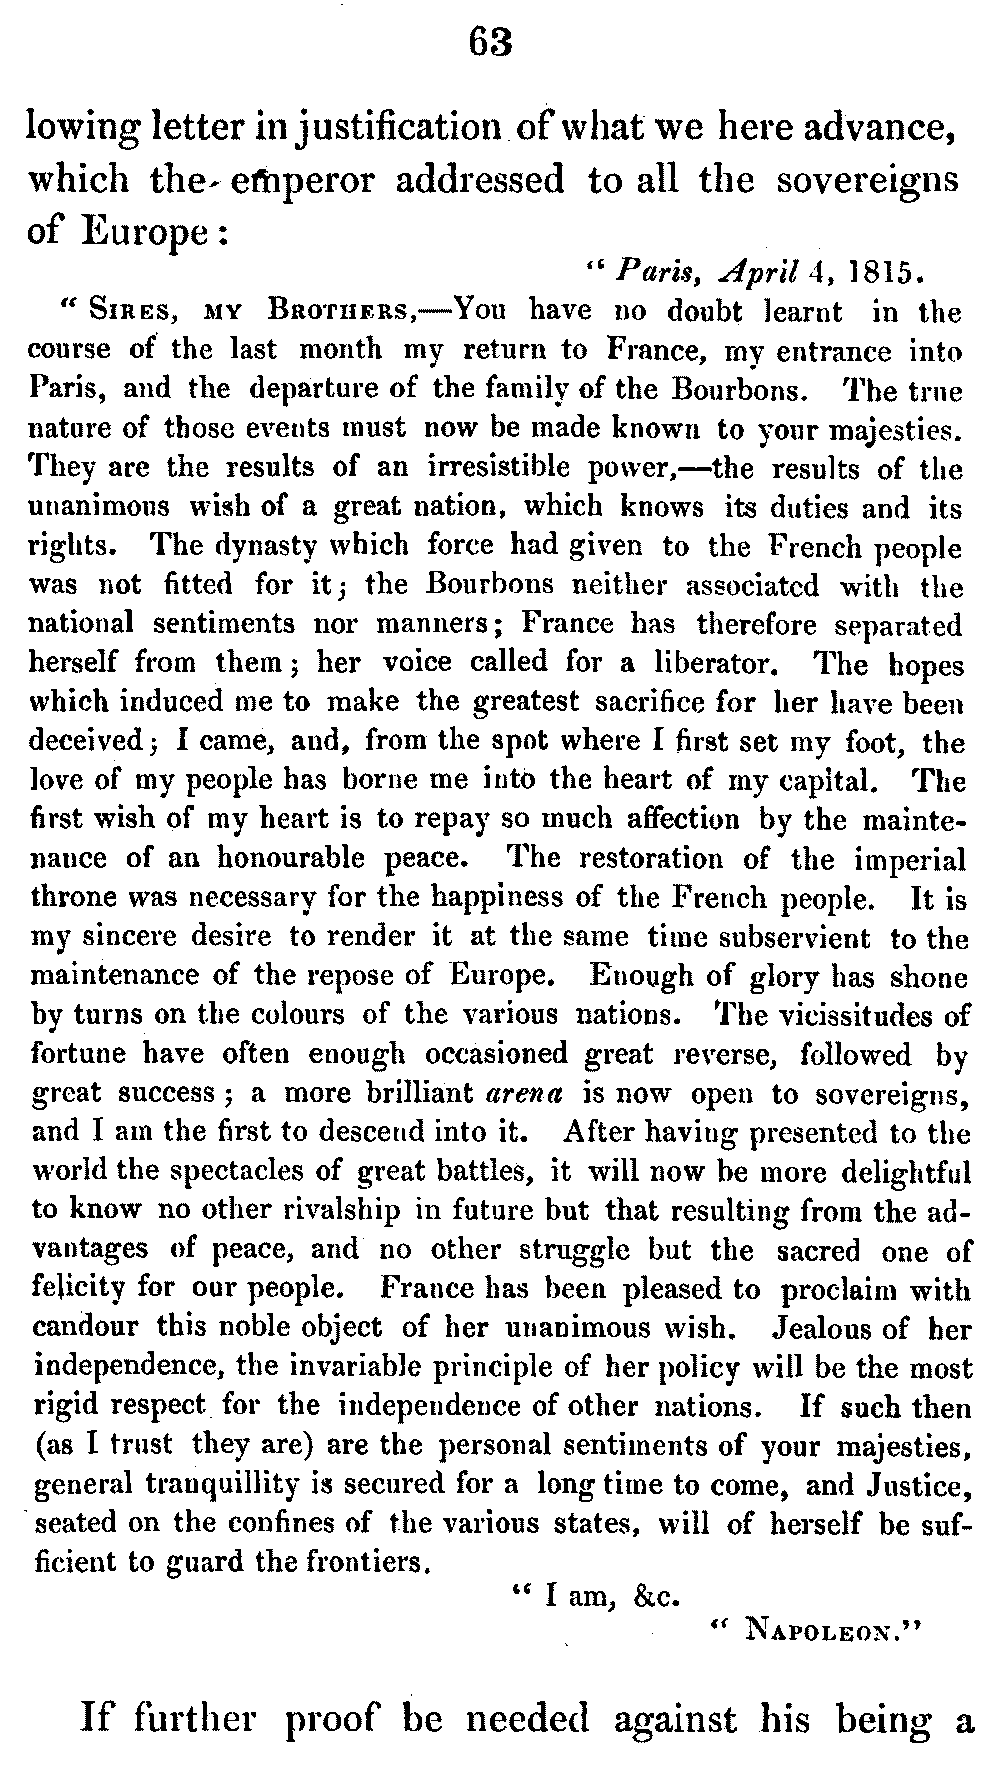 63
lowing letter in justification of what we here advance,
which the emperor addressed to all the sovereigns
of Europe :
" Paris, April 4, 1815.
" SIRES, MY BROTHERS,—You have no doubt learnt in the
course of the last month my return to France, my entrance into
Paris, and the departure of the family of the Bourbons. The true
nature of those events must now be made known to your majesties.
They are the results of an irresistible power,—the results of the
unanimous wish of a great nation, which knows its duties and its
rights. The dynasty which force had given to the French people
was not fitted for it; the Bourbons neither associated with the
national sentiments nor manners; France has therefore separated
herself from them; her voice called for a liberator. The hopes
which induced me to make the greatest sacrifice for her have been
deceived; I came, and, from the spot where I first set my foot, the
love of my people has borne me into the heart of my capital. The
first wish of my heart is to repay so much affection by the mainte-
nance of an honourable peace. The restoration of the imperial
throne was necessary for the happiness of the French people. It is
my sincere desire to render it at the same time subservient to the
maintenance of the repose of Europe. Enough of glory has shone
by turns on the colours of the various nations. The vicissitudes of
fortune have often enough occasioned great reverse, followed by
great success; a more brilliant arena is now open to sovereigns,
and I am the first to descend into it. After having presented to the
world the spectacles of great battles, it will now be more delightful
to know no other rivalship in future but that resulting from the ad-
vantages of peace, and no other struggle but the sacred one of
felicity for our people. France has been pleased to proclaim with
candour this noble object of her unanimous wish. Jealous of her
independence, the invariable principle of her policy will be the most
rigid respect for the independence of other nations. If such then
(as I trust they are) are the personal sentiments of your majesties,
general tranquillity is secured for a long time to come, and Justice,
seated on the confines of the various states, will of herself be suf-
ficient to guard the frontiers.
" I am, &c.
" NAPOLEON."
If further proof be needed against his being a